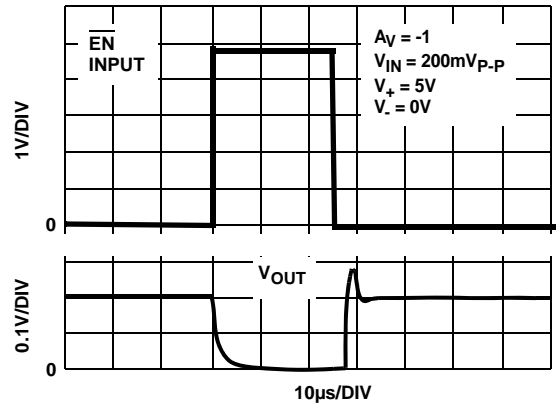 EN
INPUT
A_V = -1
V_IN = 200mV_P-P
V_+ = 5V
V_- = 0V
1V/DIV
0
V_OUT
0.1V/DIV
0
10µs/DIV